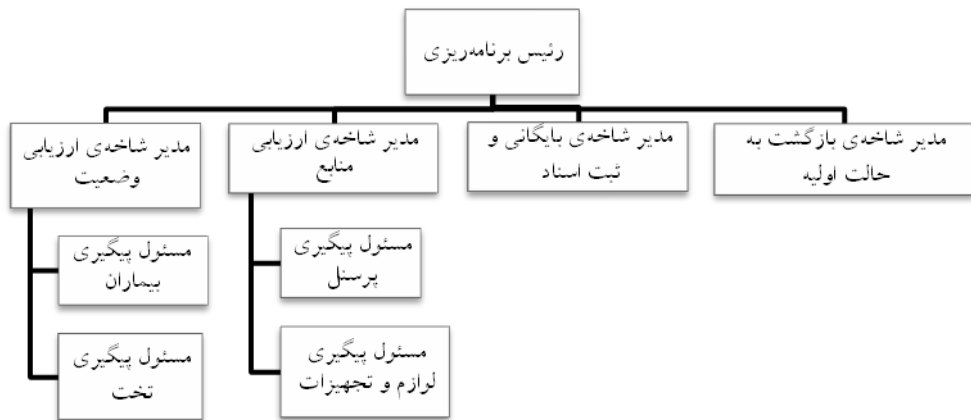 رئیس برنامه‌ریزی
مدیر شاخه‌ی بازگشت به
حالت اولیه
مدیر شاخه‌ی بایگانی و
ثبت اسناد
مدیر شاخه‌ی ارزیابی
منابع
مدیر شاخه‌ی ارزیابی
وضعیت
مسئول پیگیری
پرسنل
مسئول پیگیری
لوازم و تجهیزات
مسئول پیگیری
بیماران
مسئول پیگیری
تخت